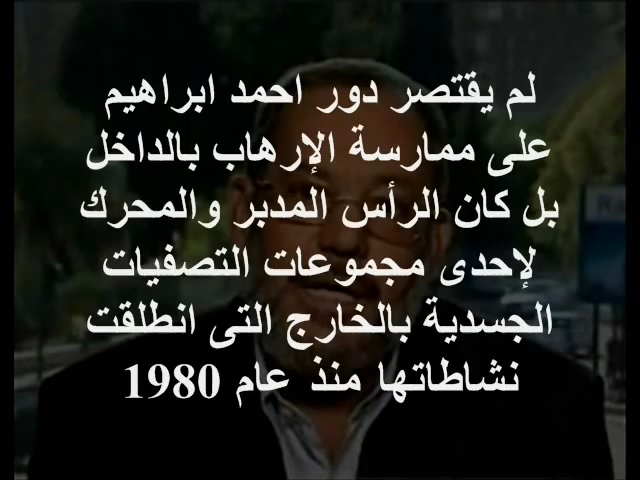 لم يقتصر دور احمد ابراهيم
على ممارسة الإرهاب بالداخل
بل كان الرأس المدبر والمحرك
لإحدى مجموعات التصفيات
الجسدية بالخارج التى انطلقت
نشاطاتها منذ عام 1980